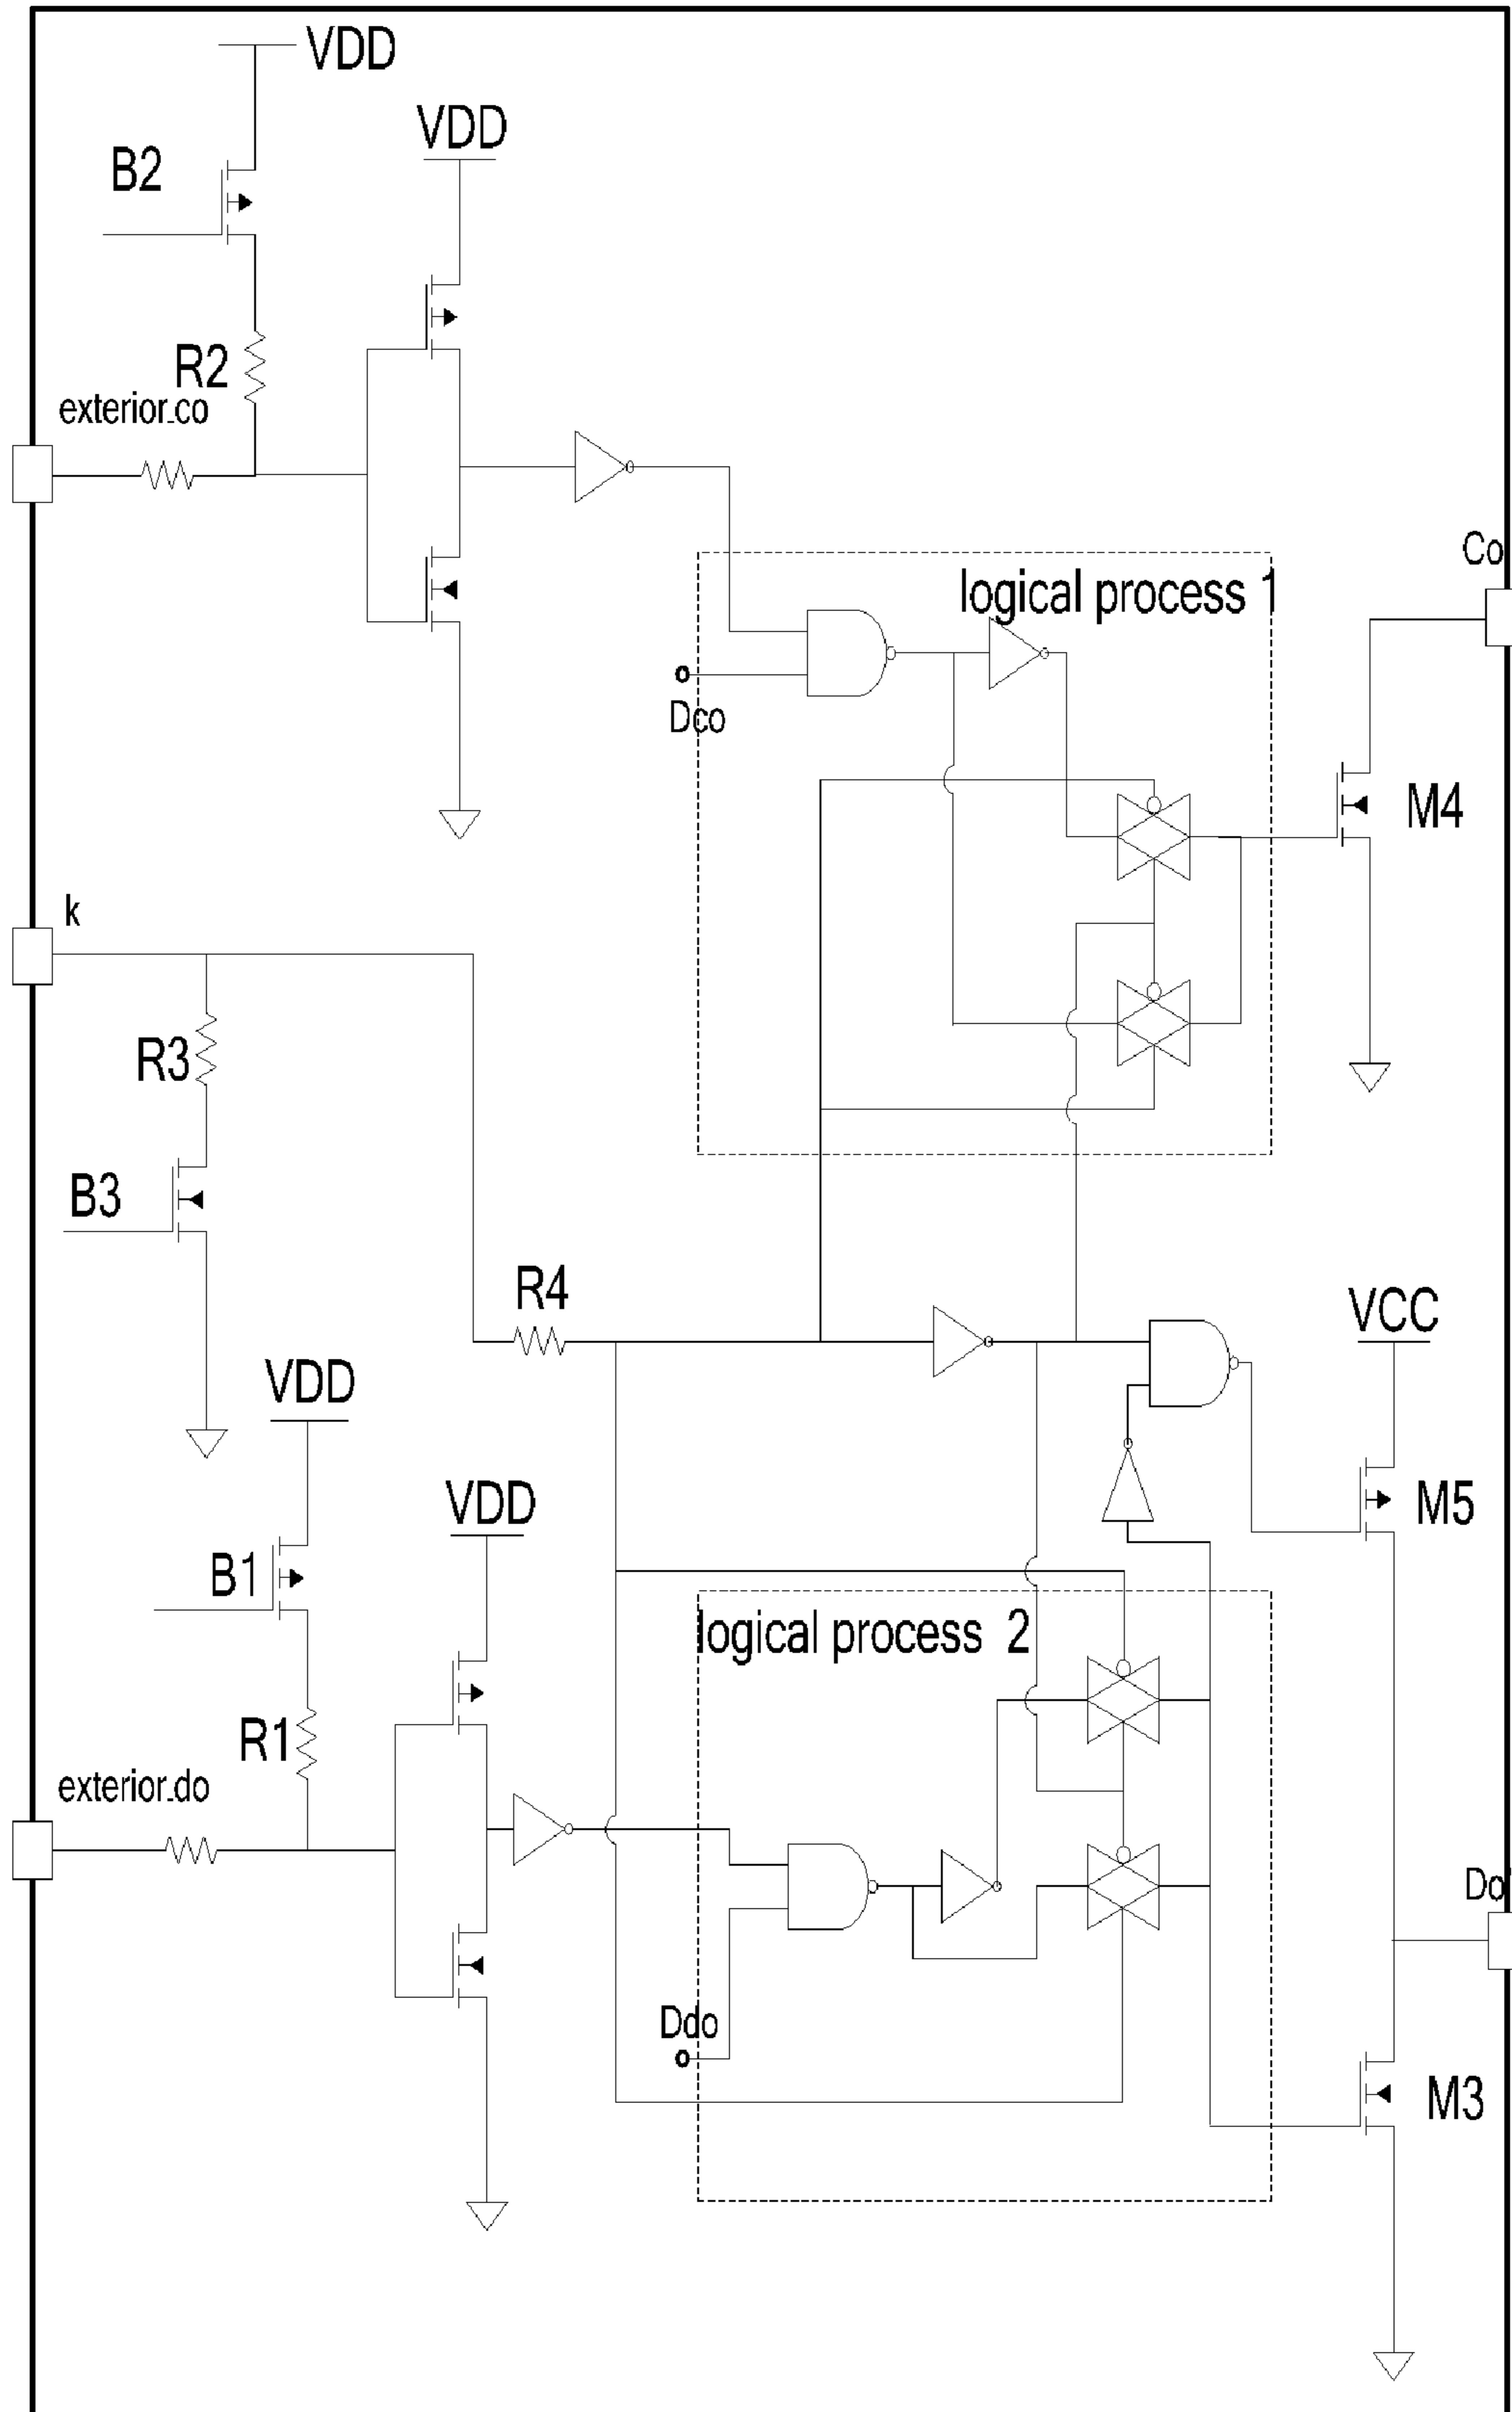 VDD
VDD
B2
R2
exterior.co
Co
logical process 1
Dco
M4
k
R3
B3
R4
VCC
VDD
VDD
M5
B1
logical process 2
R1
exterior.do
Do
Ddo
M3